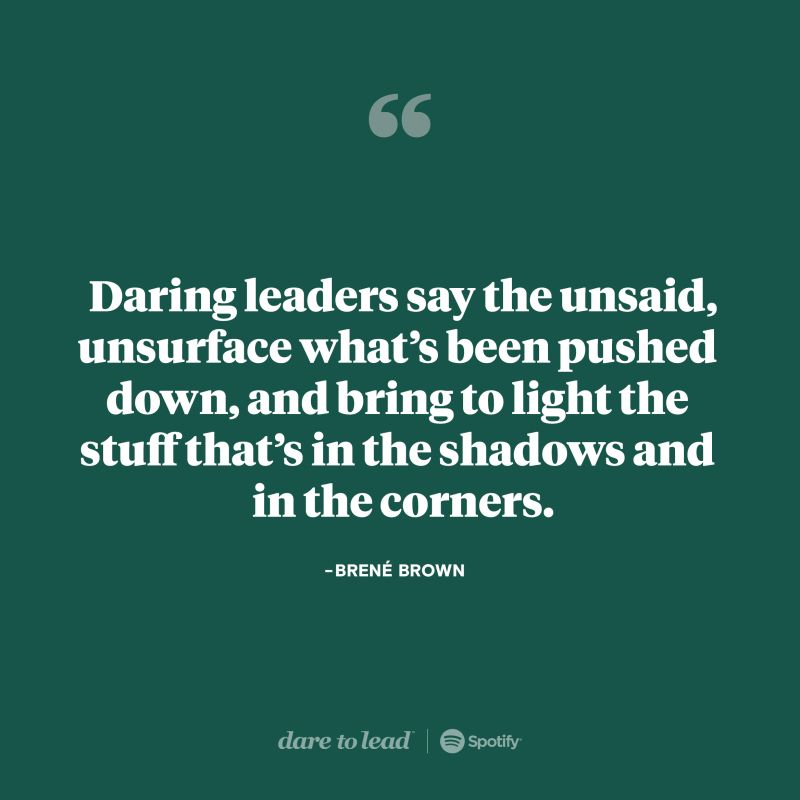 “
Daring leaders say the unsaid,
unsurface what’s been pushed
down, and bring to light the
stuff that’s in the shadows and
in the corners.
–BRENÉ BROWN
dare to lead™ | Spotify®